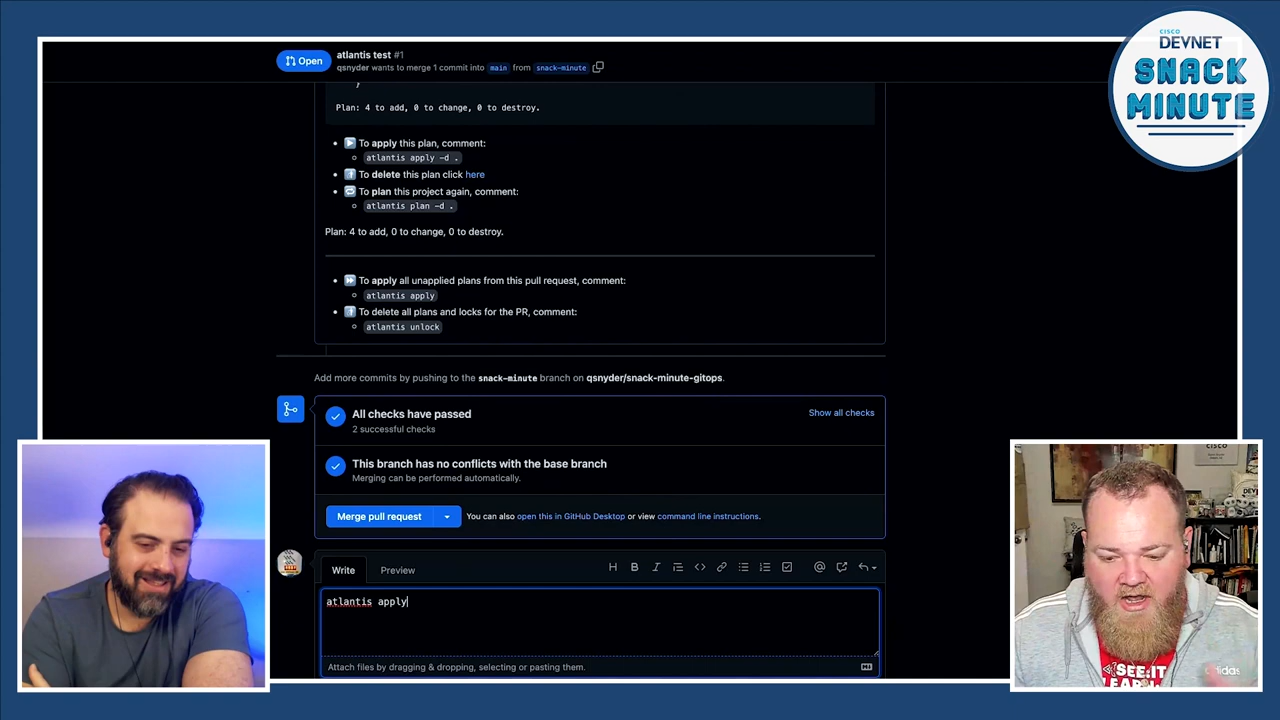 CISCO
DEVNET
SNACK
MINUTE
Open
atlantis test #1
qsnyder wants to merge 1 commit into main from snack-minute
}
Plan: 4 to add, 0 to change, 0 to destroy.
To apply this plan, comment:
atlantis apply -d .
To delete this plan click here
To plan this project again, comment:
atlantis plan -d .
Plan: 4 to add, 0 to change, 0 to destroy.
To apply all unapplied plans from this pull request, comment:
atlantis apply
To delete all plans and locks for the PR, comment:
atlantis unlock
Add more commits by pushing to the snack-minute branch on qsnyder/snack-minute-gitops.
All checks have passed
Show all checks
2 successful checks
This branch has no conflicts with the base branch
Merging can be performed automatically.
Merge pull request
You can also open this in GitHub Desktop or view command line instructions.
Write
Preview
atlantis apply
Attach files by dragging & dropping, selecting or pasting them.
CISCO
SEE IT
adidas